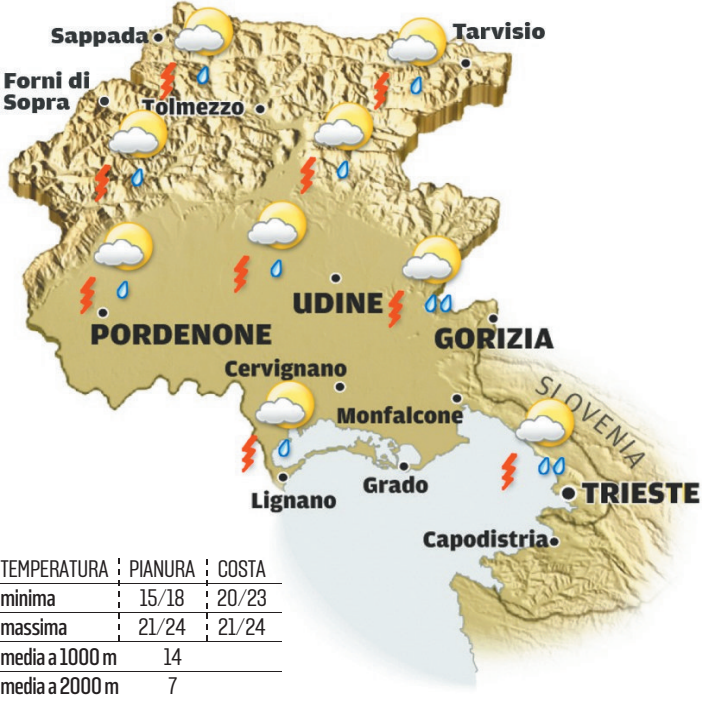 Sappada
Tarvisio
Forni di
Sopra
Tolmezzo
UDINE
PORDENONE
GORIZIA
Cervignano
SLOVENIA
Monfalcone
Grado
TRIESTE
Lignano
Capodistria
TEMPERATURA PIANURA COSTA
minima 15/18 20/23
massima 21/24 21/24
media a 1000 m 14
media a 2000 m 7